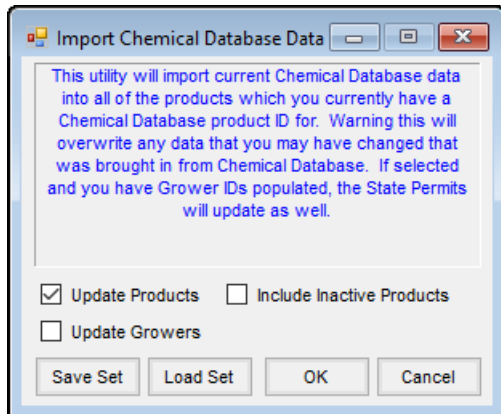 Import Chemical Database Data
This utility will import current Chemical Database data
into all of the products which you currently have a
Chemical Database product ID for.  Warning this will
overwrite any data that you may have changed that
was brought in from Chemical Database.  If selected
and you have Grower IDs populated, the State Permits
will update as well.
Update Products Include Inactive Products
Update Growers
Save Set Load Set OK Cancel